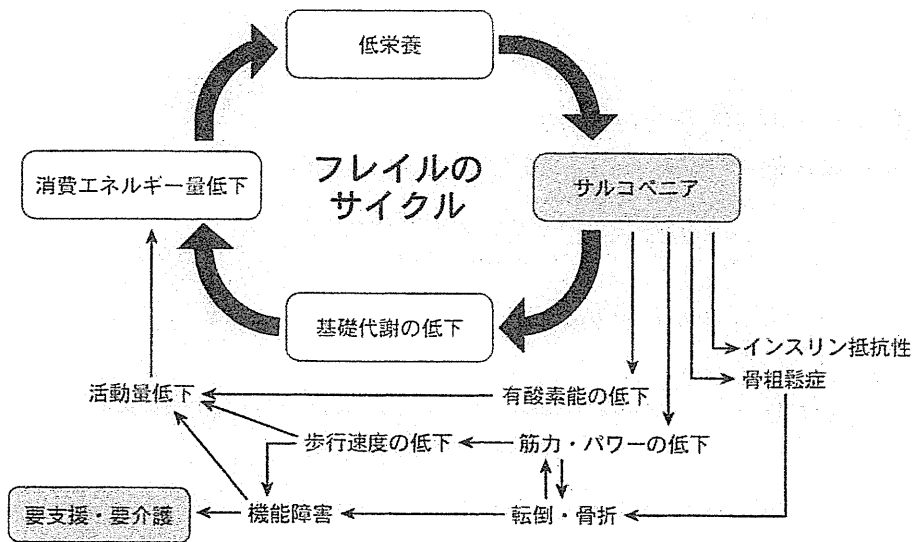 低栄養
消費エネルギー量低下
フレイルの
サイクル
サルコペニア
基礎代謝の低下
インスリン抵抗性
骨粗鬆症
活動量低下
有酸素能の低下
歩行速度の低下
筋力・パワーの低下
要支援・要介護
機能障害
転倒・骨折